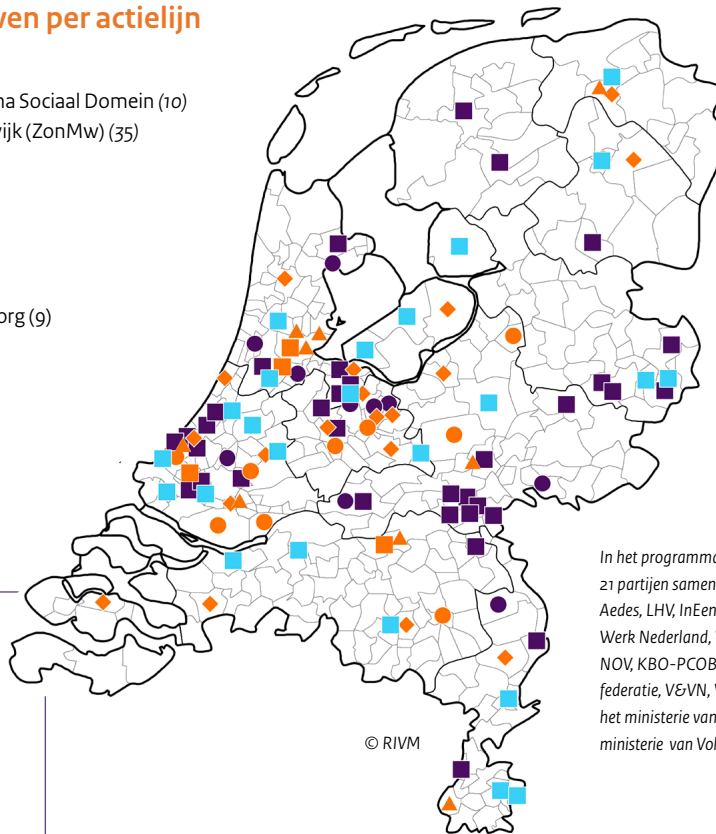 ven per actielijn
na Sociaal Domein (10)
ijk (ZonMw) (35)
org (9)
In het programma
21 partijen samen
Aedes, LHV, InEen
Werk Nederland,
NOV, KBO-PCOB
federatie, V&VN,
het ministerie van
ministerie van Vol
© RIVM